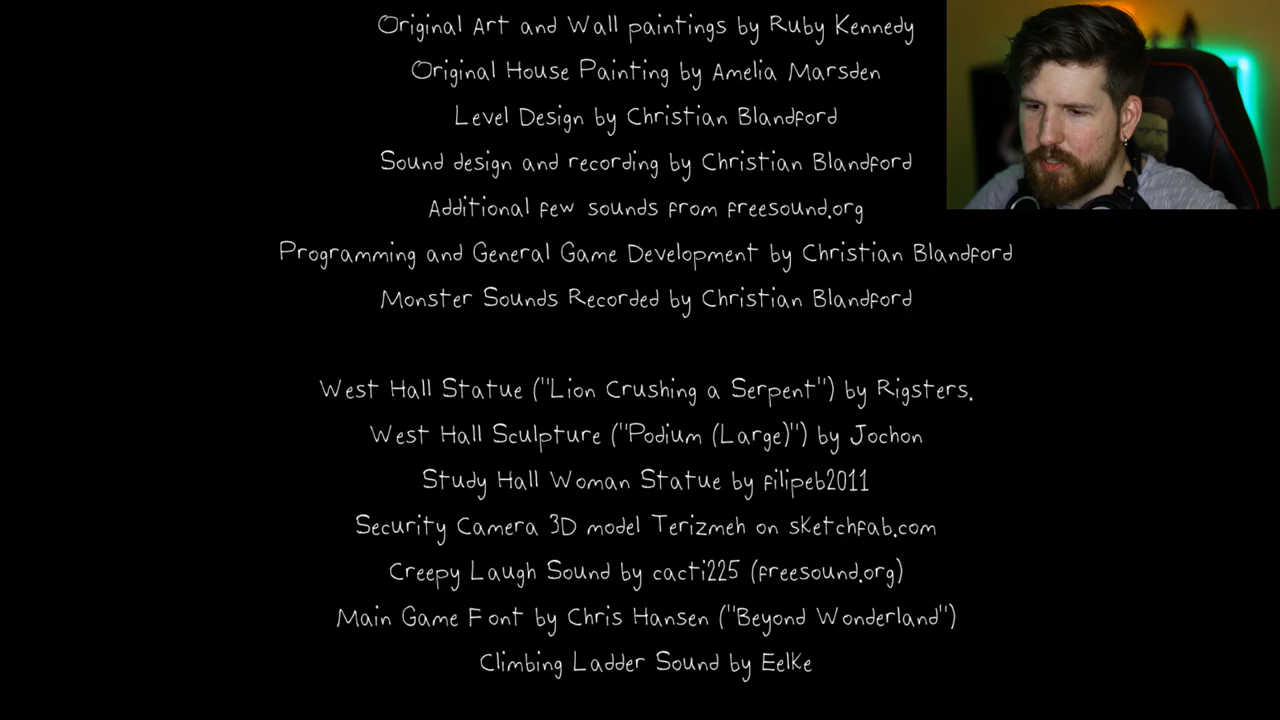 Original Art and Wall paintings by Ruby Kennedy
Original House Painting by Amelia Marsden
Level Design by Christian Blandford
Sound design and recording by Christian Blandford
Additional few sounds from freesound.org
Programming and General Game Development by Christian Blandford
Monster Sounds Recorded by Christian Blandford
West Hall Statue ("Lion Crushing a Serpent") by Rigsters.
West Hall Sculpture ("Podium (Large)") by Jochon
Study Hall Woman Statue by filipeb2011
Security Camera 3D model Terizmeh on sketchfab.com
Creepy Laugh Sound by cacti225 (freesound.org)
Main Game Font by Chris Hansen ("Beyond Wonderland")
Climbing Ladder Sound by Eelke